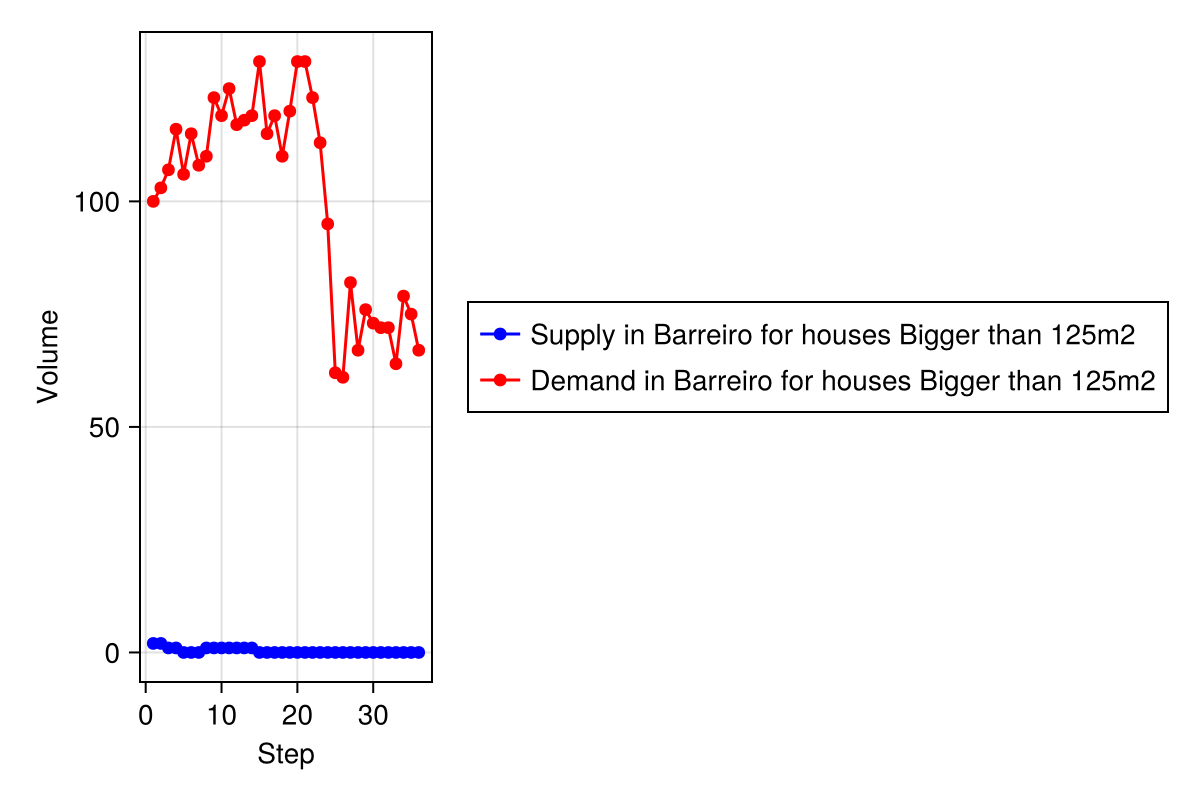 Volume
100
50
0
0 10 20 30
Step
Supply in Barreiro for houses Bigger than 125m2
Demand in Barreiro for houses Bigger than 125m2